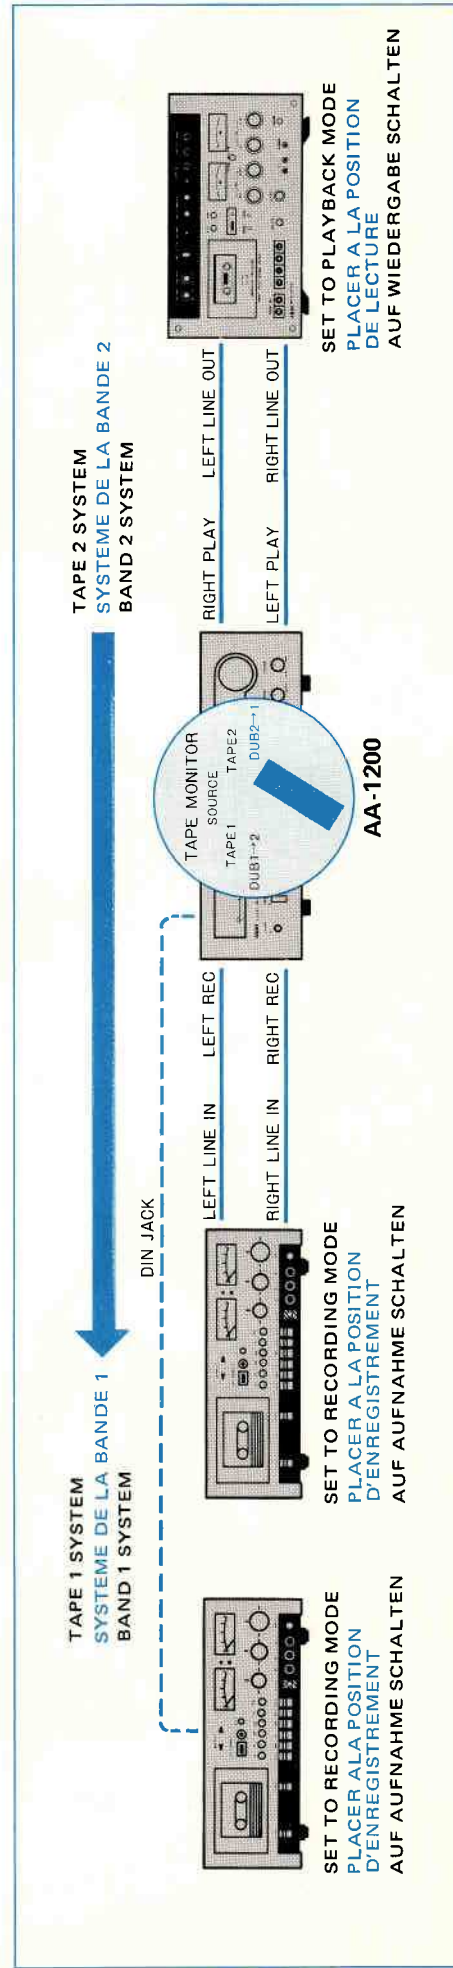 TAPE 1 SYSTEM
SYSTEME DE LA BANDE 1
BAND 1 SYSTEM
TAPE 2 SYSTEM
SYSTEME DE LA BANDE 2
BAND 2 SYSTEM
DIN JACK
LEFT LINE IN LEFT REC
RIGHT LINE IN RIGHT REC
TAPE MONITOR
SOURCE
TAPE1 TAPE2
DUB1→2 DUB2→1
AA-1200
RIGHT PLAY LEFT LINE OUT
LEFT PLAY RIGHT LINE OUT
SET TO RECORDING MODE
PLACER ALA POSITION
D'ENREGISTREMENT
AUF AUFNAHME SCHALTEN
SET TO RECORDING MODE
PLACER A LA POSITION
D'ENREGISTREMENT
AUF AUFNAHME SCHALTEN
SET TO PLAYBACK MODE
PLACER A LA POSITION
DE LECTURE
AUF WIEDERGABE SCHALTEN